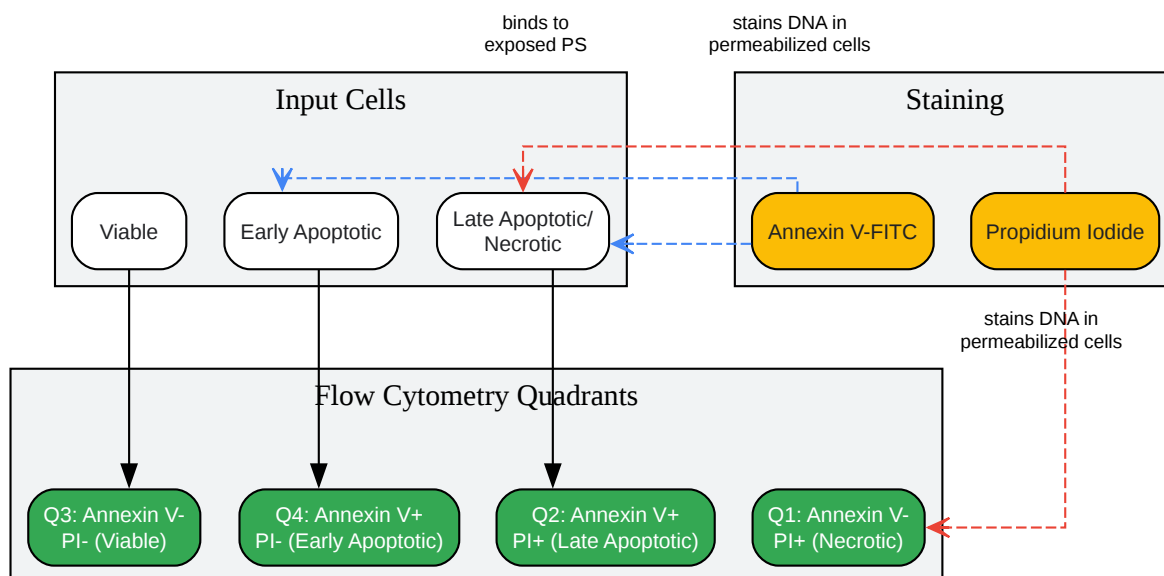 binds to
exposed PS
stains DNA in
permeabilized cells
Input Cells
Staining
Viable
Early Apoptotic
Late Apoptotic/
Necrotic
Annexin V-FITC
Propidium Iodide
stains DNA in
permeabilized cells
Flow Cytometry Quadrants
Q3: Annexin V-
PI- (Viable)
Q4: Annexin V+
PI- (Early Apoptotic)
Q2: Annexin V+
PI+ (Late Apoptotic)
Q1: Annexin V-
PI+ (Necrotic)